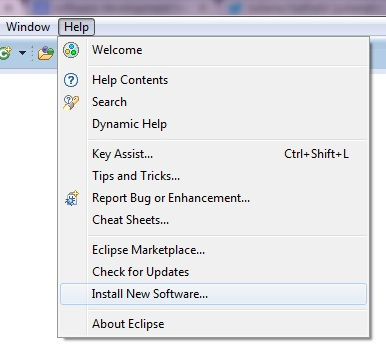 Window Help
Welcome
Help Contents
Search
Dynamic Help
Key Assist... Ctrl+Shift+L
Tips and Tricks...
Report Bug or Enhancement...
Cheat Sheets...
Eclipse Marketplace...
Check for Updates
Install New Software...
About Eclipse